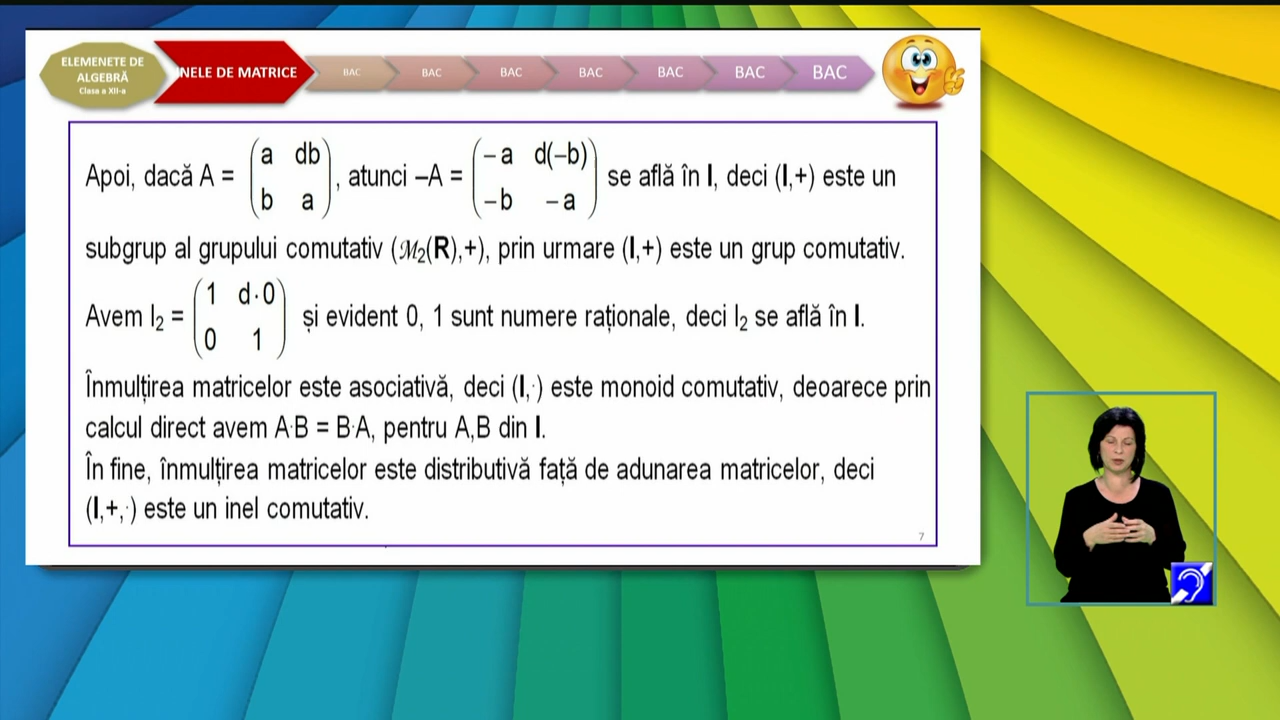 ELEMENETE DE
ALGEBRĂ
Clasa a XII-a
NELE DE MATRICE
BAC
BAC
BAC
BAC
BAC
BAC
BAC
Apoi, dacă A = ( a db ; b a ) , atunci –A = ( –a d(–b) ; –b –a ) se află în I, deci (I,+) este un
subgrup al grupului comutativ (ℳ₂(R),+), prin urmare (I,+) este un grup comutativ.
Avem I₂ = ( 1 d·0 ; 0 1 ) și evident 0, 1 sunt numere raționale, deci I₂ se află în I.
Înmulțirea matricelor este asociativă, deci (I,·) este monoid comutativ, deoarece prin
calcul direct avem A·B = B·A, pentru A,B din I.
În fine, înmulțirea matricelor este distributivă față de adunarea matricelor, deci
(I,+,·) este un inel comutativ.
7